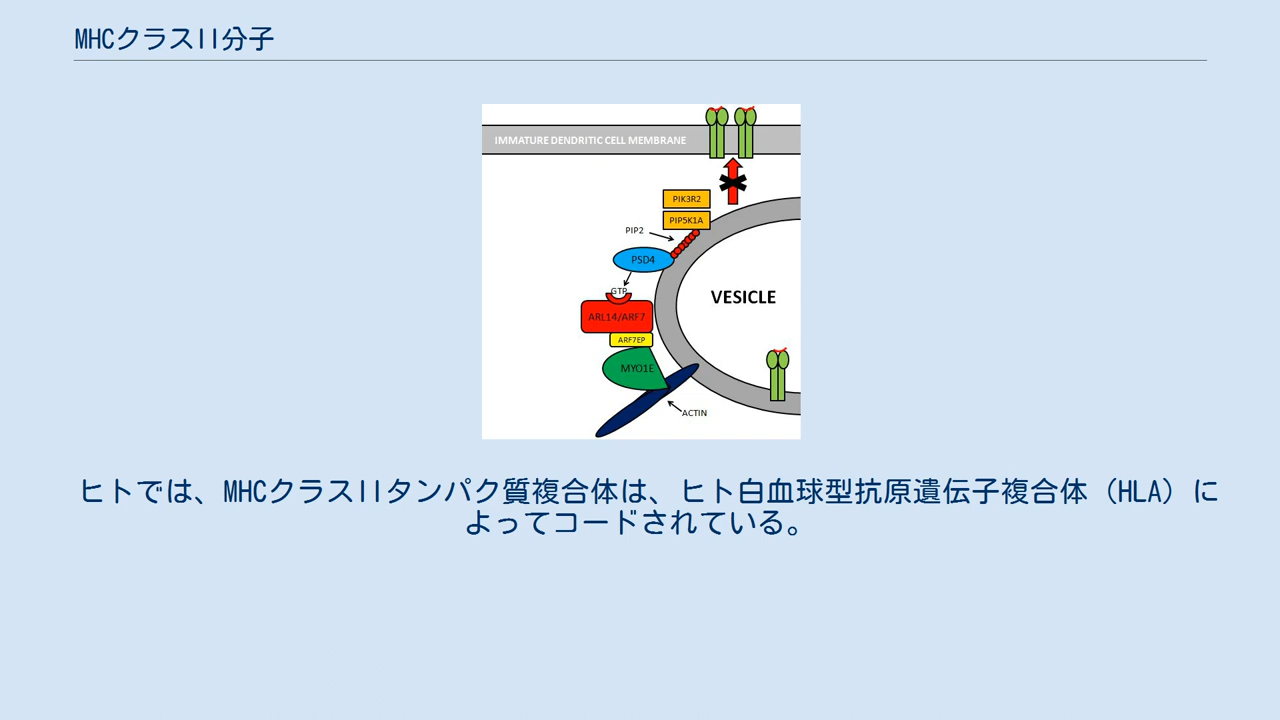 MHCクラスII分子
IMMATURE DENDRITIC CELL MEMBRANE
PIK3R2
PIP5K1A
PIP2
PSD4
GTP
VESICLE
ARL14/ARF7
ARF7EP
MYO1E
ACTIN
ヒトでは、MHCクラスIIタンパク質複合体は、ヒト白血球型抗原遺伝子複合体（HLA）に
よってコードされている。